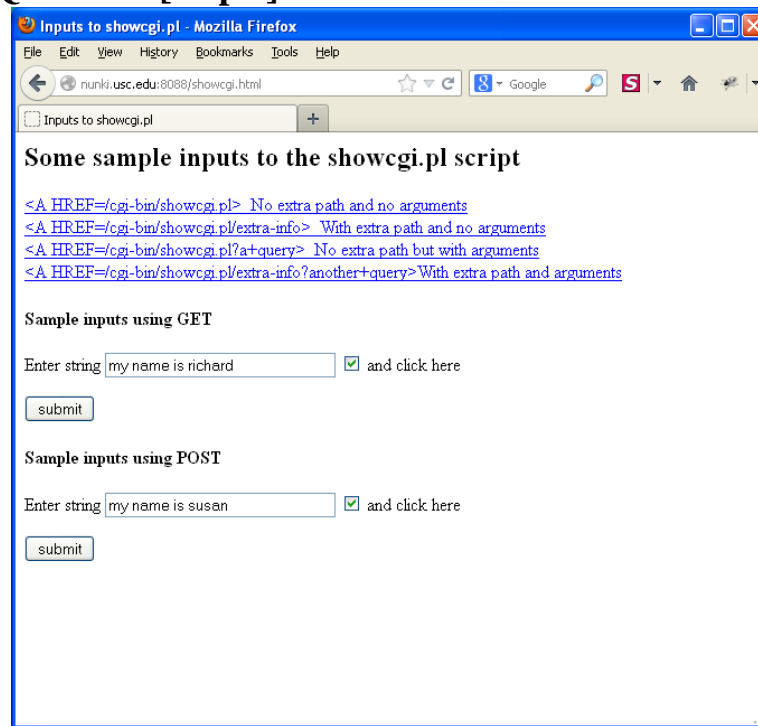 Inputs to showcgi.pl - Mozilla Firefox
File Edit View History Bookmarks Tools Help
nunki.usc.edu:8088/showcgi.html Google S
Inputs to showcgi.pl +
Some sample inputs to the showcgi.pl script
<A HREF=/cgi-bin/showcgi.pl> No extra path and no arguments
<A HREF=/cgi-bin/showcgi.pl/extra-info> With extra path and no arguments
<A HREF=/cgi-bin/showcgi.pl?a+query> No extra path but with arguments
<A HREF=/cgi-bin/showcgi.pl/extra-info?another+query>With extra path and arguments
Sample inputs using GET
Enter string my name is richard and click here
submit
Sample inputs using POST
Enter string my name is susan and click here
submit